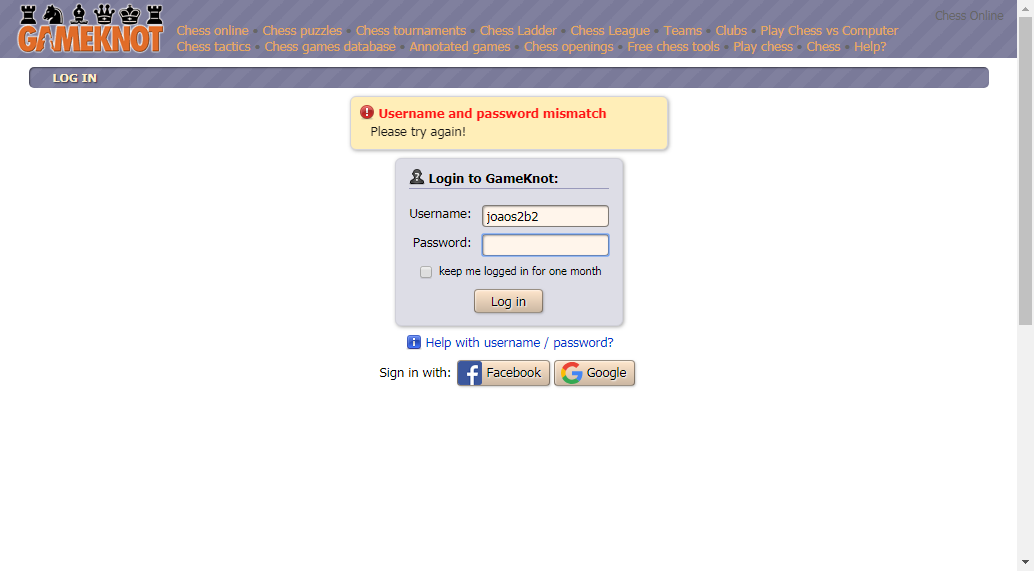 Chess Online
GAMEKNOT
Chess online • Chess puzzles • Chess tournaments • Chess Ladder • Chess League • Teams • Clubs • Play Chess vs Computer
Chess tactics • Chess games database • Annotated games • Chess openings • Free chess tools • Play chess • Chess • Help?
LOG IN
Username and password mismatch
Please try again!
Login to GameKnot:
Username: joaos2b2
Password:
keep me logged in for one month
Log in
Help with username / password?
Sign in with: Facebook Google